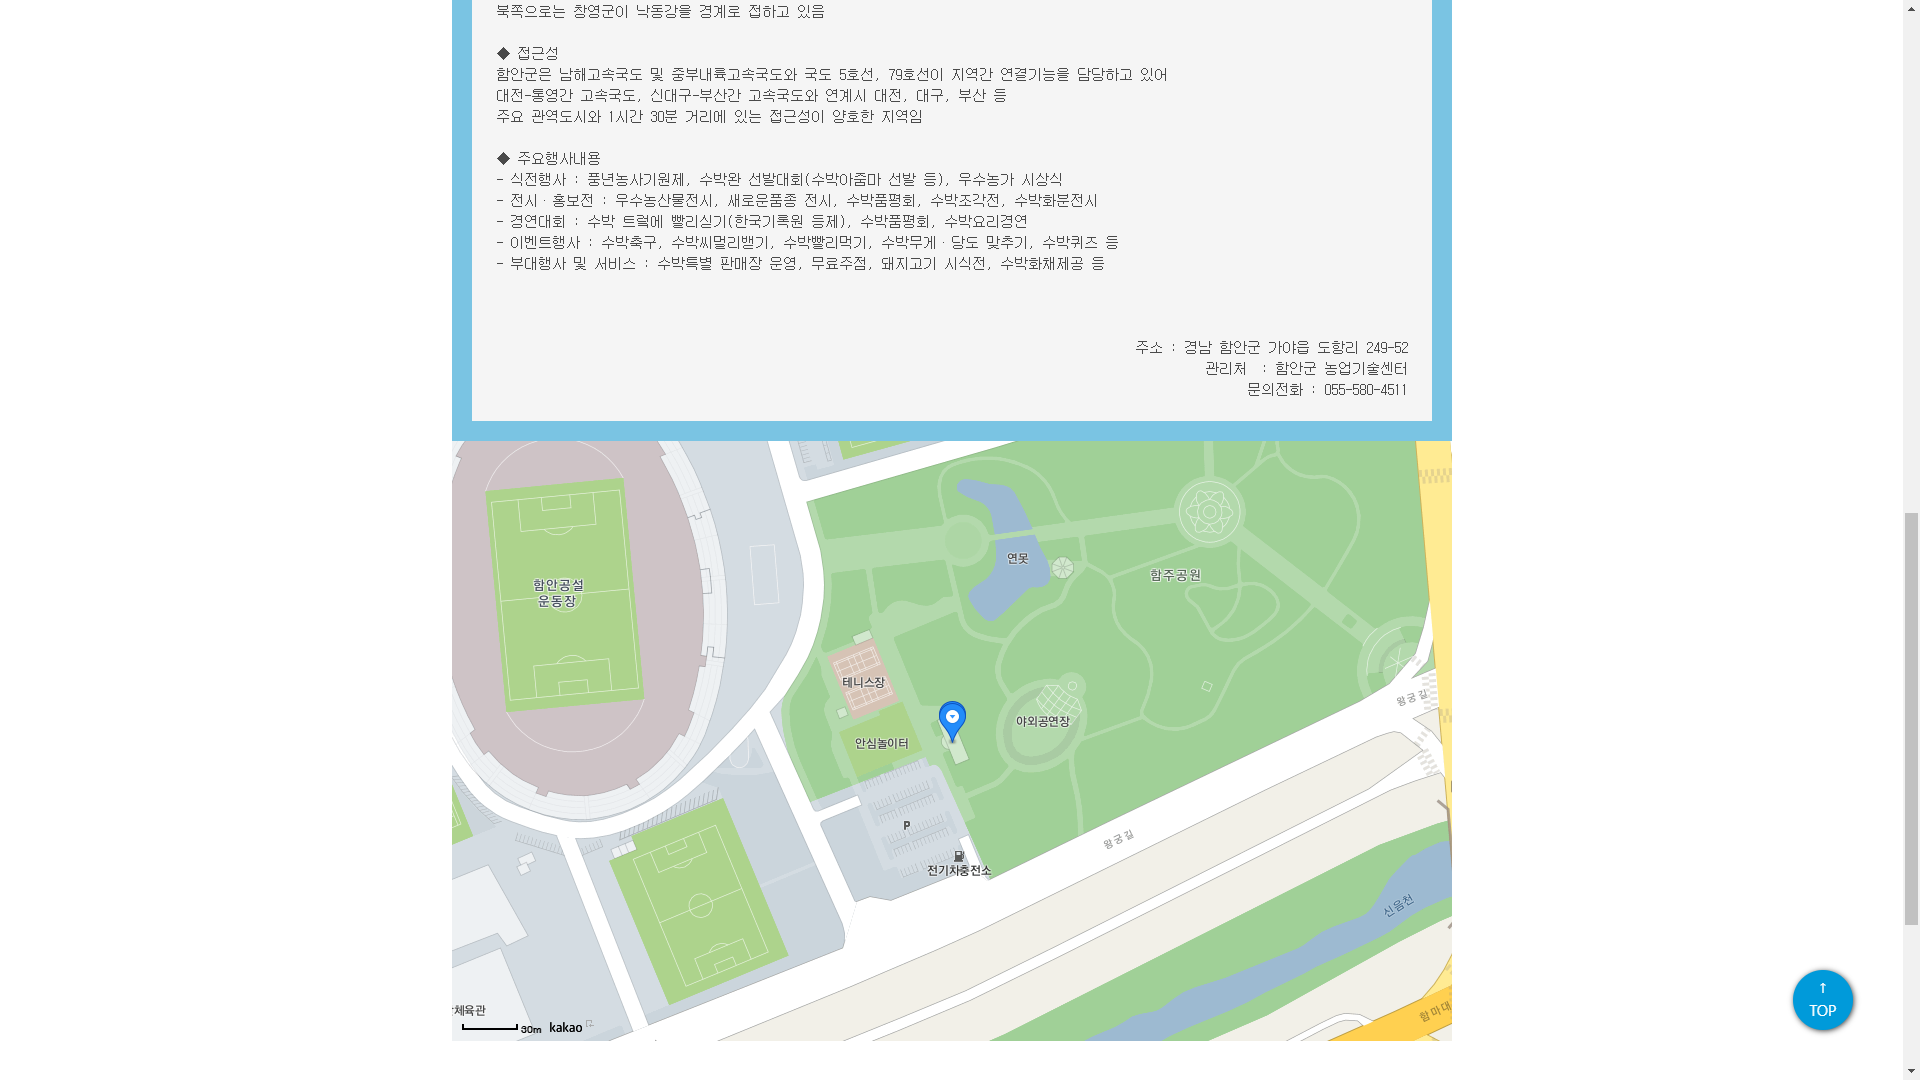 북쪽으로는 창영군이 낙동강을 경계로 접하고 있음
◆ 접근성
함안군은 남해고속국도 및 중부내륙고속국도와 국도 5호선, 79호선이 지역간 연결기능을 담당하고 있어
대전-통영간 고속국도, 신대구-부산간 고속국도와 연계시 대전, 대구, 부산 등
주요 관역도시와 1시간 30분 거리에 있는 접근성이 양호한 지역임
◆ 주요행사내용
- 식전행사 : 풍년농사기원제, 수박완 선발대회(수박아줌마 선발 등), 우수농가 시상식
- 전시 · 홍보전 : 우수농산물전시, 새로운품종 전시, 수박품평회, 수박조각전, 수박화분전시
- 경연대회 : 수박 트럭에 빨리싣기(한국기록원 등제), 수박품평회, 수박요리경연
- 이벤트행사 : 수박축구, 수박씨멀리뱉기, 수박빨리먹기, 수박무게 · 당도 맞추기, 수박퀴즈 등
- 부대행사 및 서비스 : 수박특별 판매장 운영, 무료주점, 돼지고기 시식전, 수박화채제공 등
주소 : 경남 함안군 가야읍 도항리 249-52
관리처 : 함안군 농업기술센터
문의전화 : 055-580-4511
연못
함주공원
함안공설
운동장
테니스장
왕궁길
야외공연장
안심놀이터
P
왕궁길
전기차충전소
신음천
체육관
함마대
30m kakao
↑
TOP